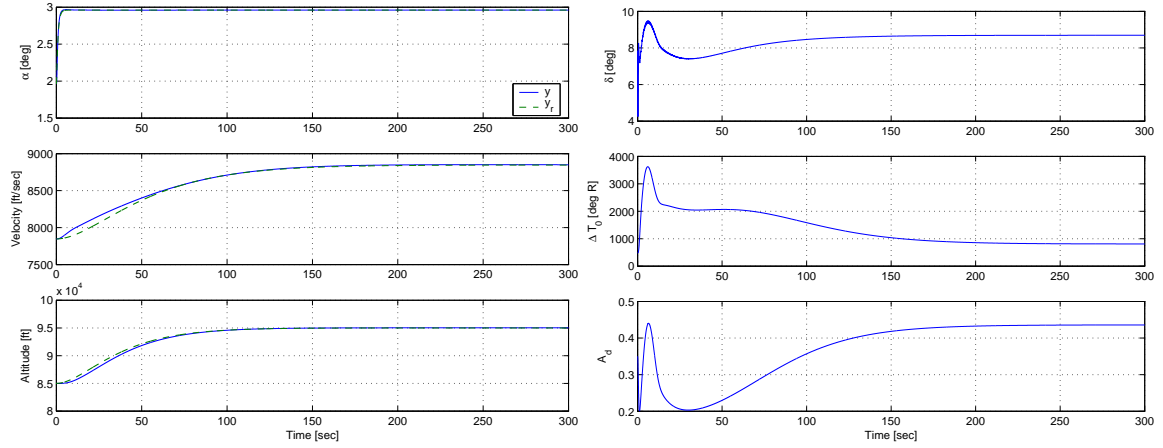 3
2.5
2
1.5
α [deg]
0 50 100 150 200 250 300
y
y_r
9000
8500
8000
7500
Velocity [ft/sec]
0 50 100 150 200 250 300
x 10^4
10
9.5
9
8.5
8
Altitude [ft]
0 50 100 150 200 250 300
Time [sec]
10
8
6
4
δ [deg]
0 50 100 150 200 250 300
4000
3000
2000
1000
0
Δ T_0 [deg R]
0 50 100 150 200 250 300
0.5
0.4
0.3
0.2
A_d
0 50 100 150 200 250 300
Time [sec]